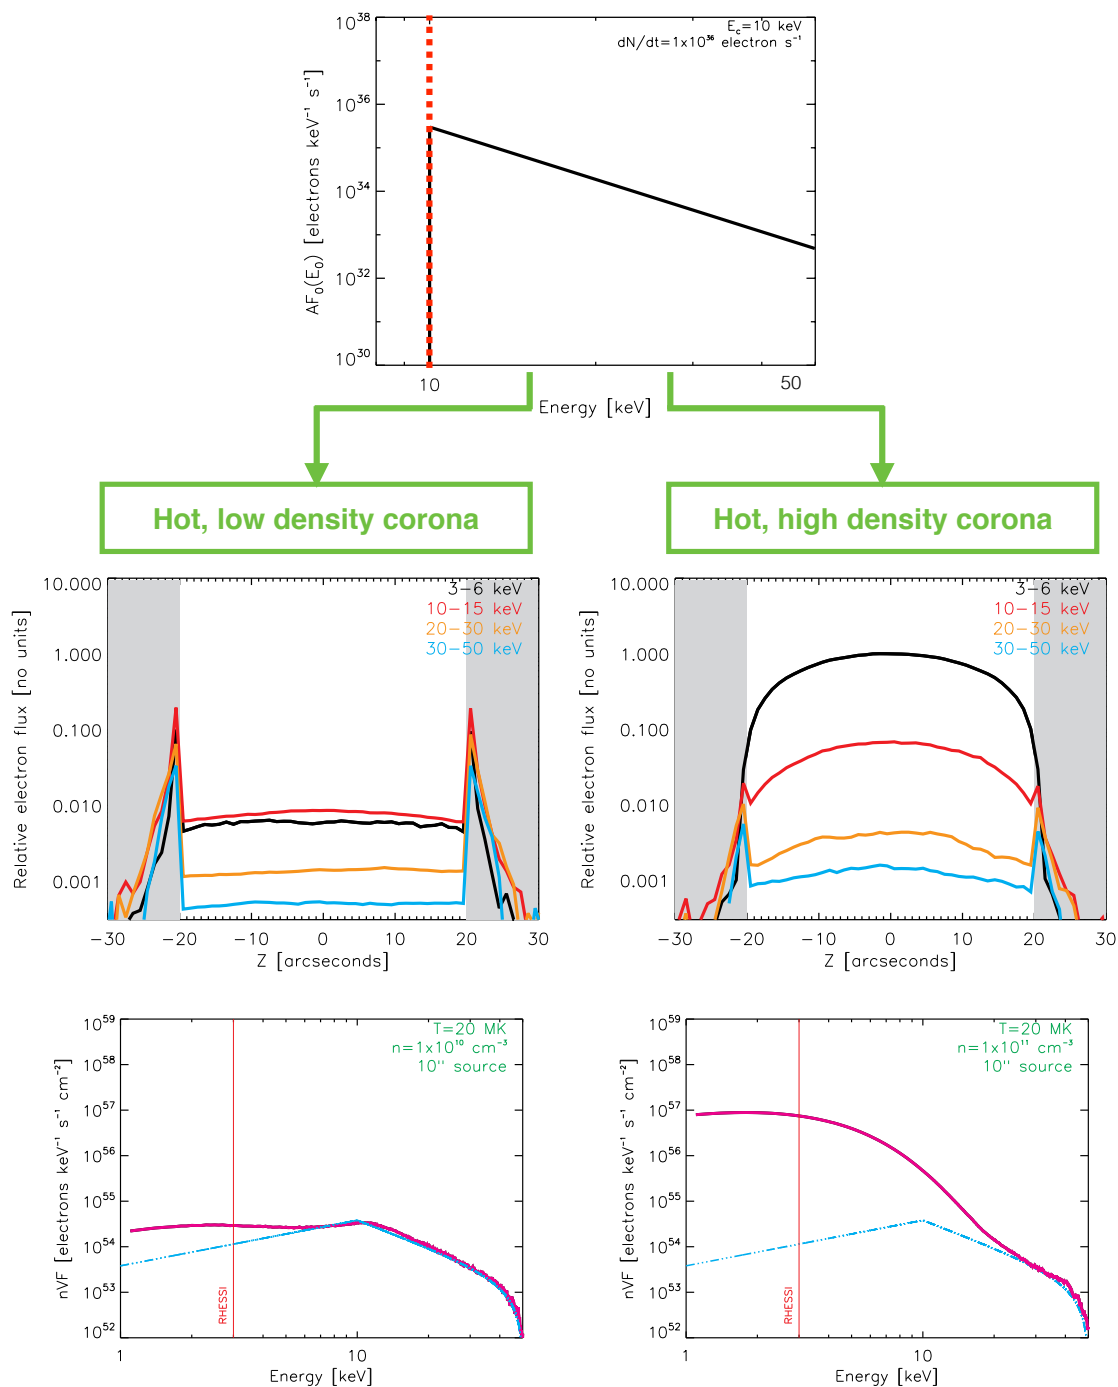 E_c=10 keV
dN/dt=1x10^36 electron s^-1
AF_0(E_0) [electrons keV^-1 s^-1]
10^38
10^36
10^34
10^32
10^30
10
50
Energy [keV]
Hot, low density corona
Hot, high density corona
Relative electron flux [no units]
10.000
1.000
0.100
0.010
0.001
3-6 keV
10-15 keV
20-30 keV
30-50 keV
-30 -20 -10 0 10 20 30
Z [arcseconds]
Relative electron flux [no units]
10.000
1.000
0.100
0.010
0.001
3-6 keV
10-15 keV
20-30 keV
30-50 keV
-30 -20 -10 0 10 20 30
Z [arcseconds]
nVF [electrons keV^-1 s^-1 cm^-2]
10^59
10^58
10^57
10^56
10^55
10^54
10^53
10^52
T=20 MK
n=1x10^10 cm^-3
10'' source
RHESSI
1 10
Energy [keV]
nVF [electrons keV^-1 s^-1 cm^-2]
10^59
10^58
10^57
10^56
10^55
10^54
10^53
10^52
T=20 MK
n=1x10^11 cm^-3
10'' source
RHESSI
1 10
Energy [keV]